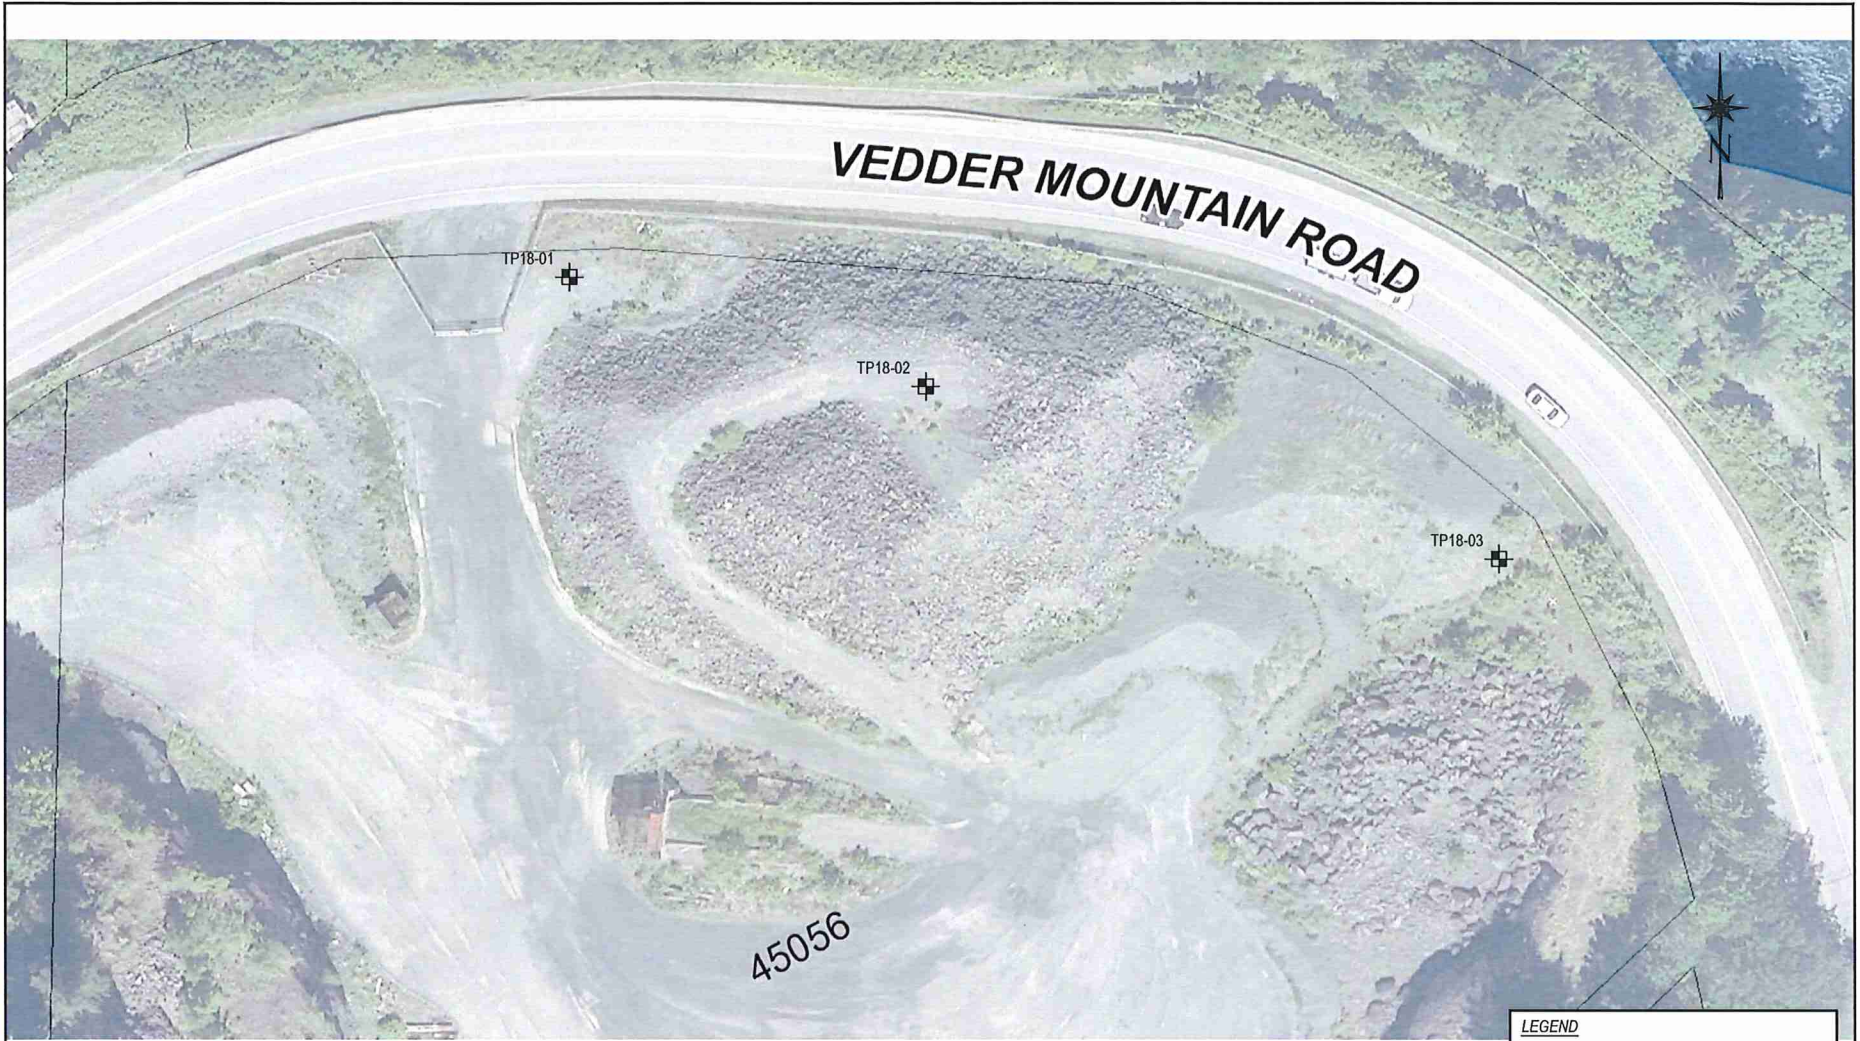 VEDDER MOUNTAIN ROAD
N
TP18-01
TP18-02
TP18-03
45056
LEGEND